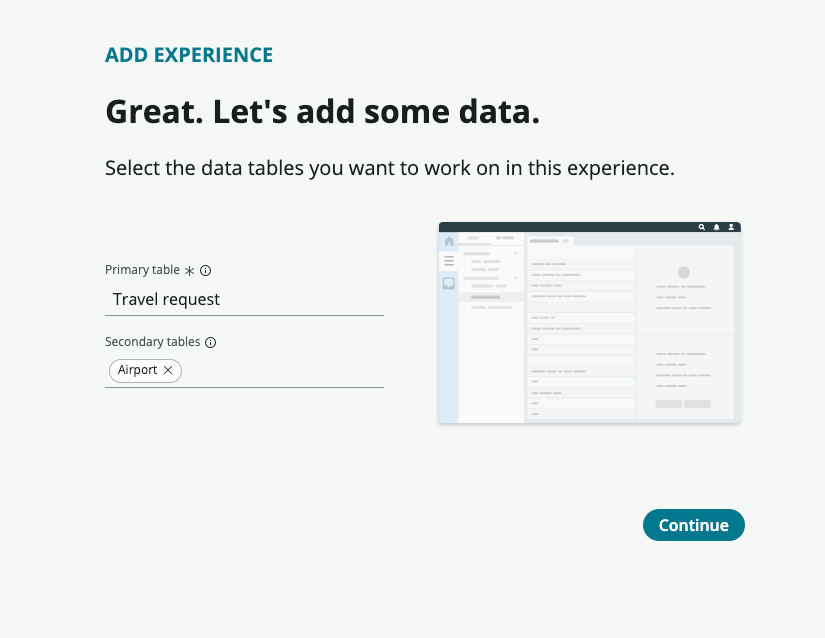 ADD EXPERIENCE
Great. Let's add some data.
Select the data tables you want to work on in this experience.
Primary table
Travel request
Secondary tables
Airport
Continue